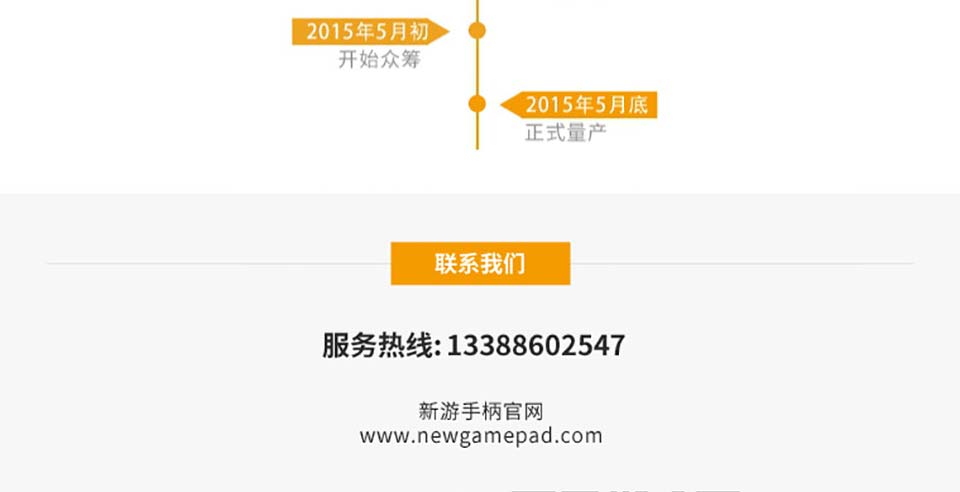 2015年5月初
开始众筹
2015年5月底
正式量产
联系我们
服务热线: 13388602547
新游手柄官网
www.newgamepad.com